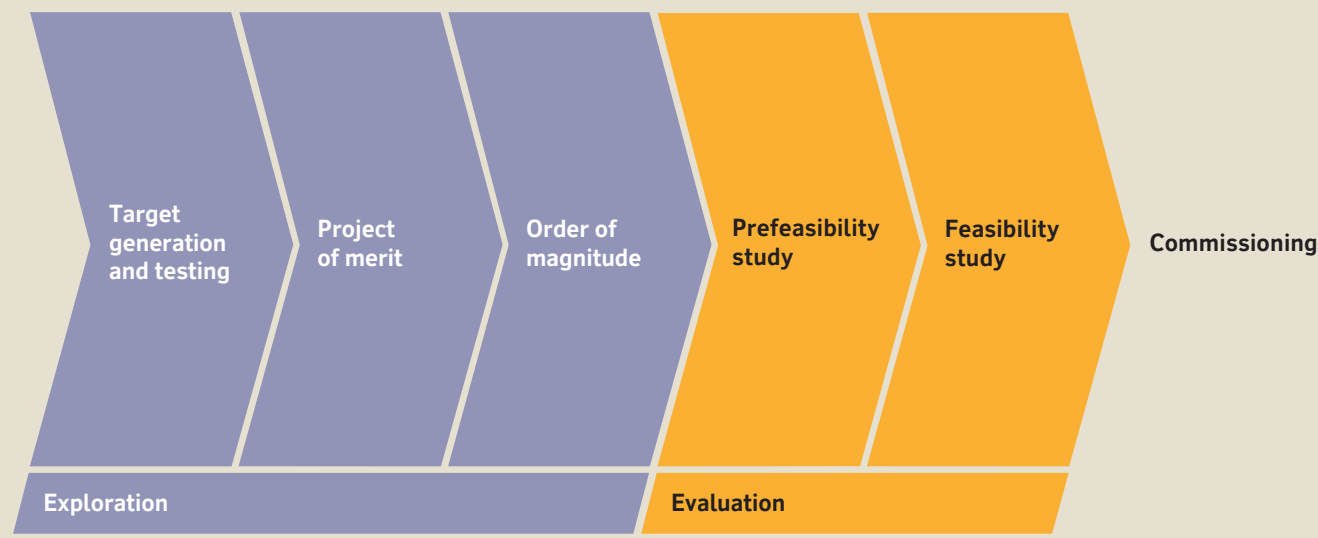 Target
generation
and testing
Project
of merit
Order of
magnitude
Prefeasibility
study
Feasibility
study
Commissioning
Exploration
Evaluation